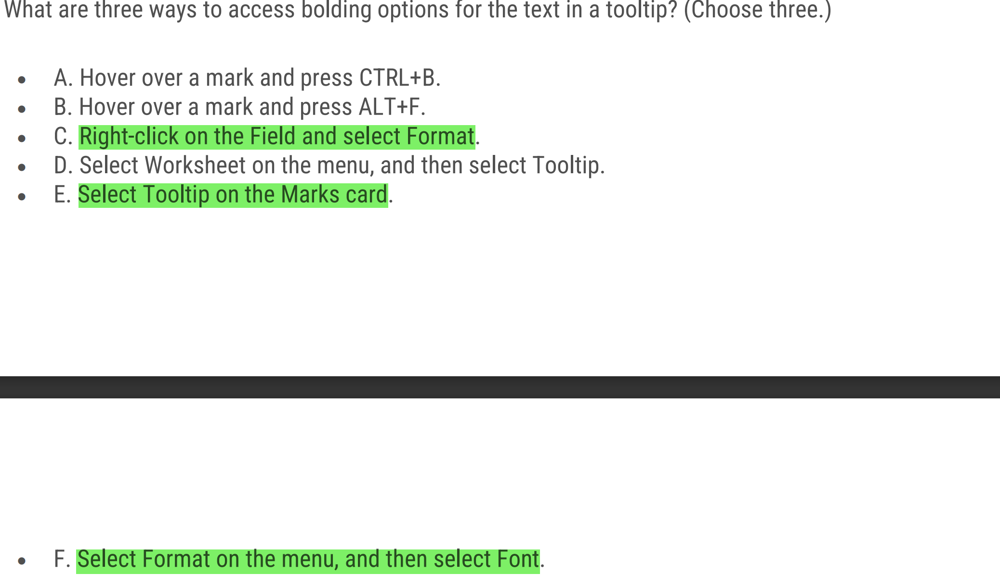 What are three ways to access bolding options for the text in a tooltip? (Choose three.)
• A. Hover over a mark and press CTRL+B.
• B. Hover over a mark and press ALT+F.
• C. Right-click on the Field and select Format.
• D. Select Worksheet on the menu, and then select Tooltip.
• E. Select Tooltip on the Marks card.
• F. Select Format on the menu, and then select Font.